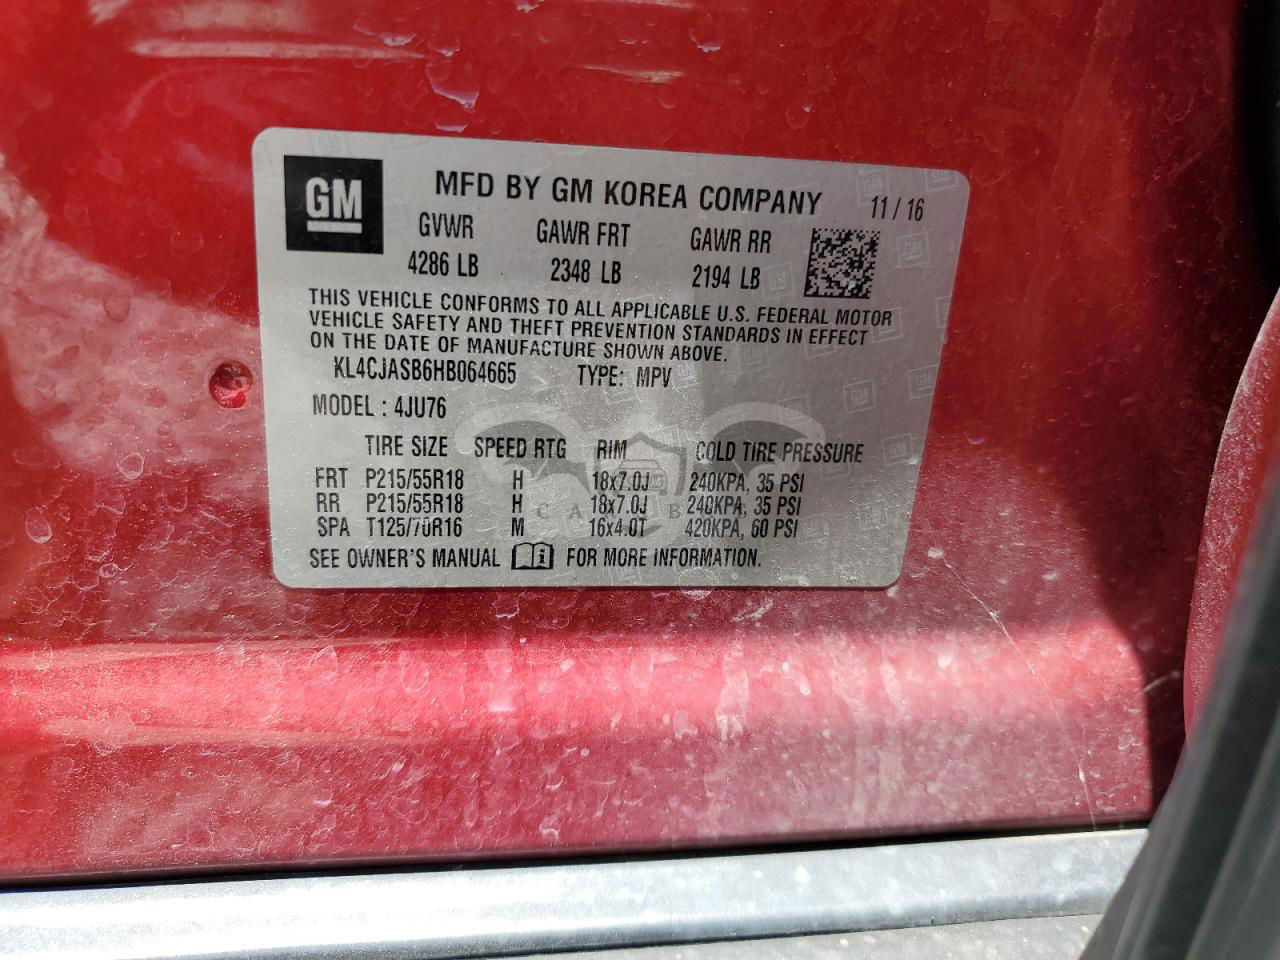 GM MFD BY GM KOREA COMPANY 11 / 16
GVWR GAWR FRT GAWR RR
4286 LB 2348 LB 2194 LB
THIS VEHICLE CONFORMS TO ALL APPLICABLE U.S. FEDERAL MOTOR
VEHICLE SAFETY AND THEFT PREVENTION STANDARDS IN EFFECT
ON THE DATE OF MANUFACTURE SHOWN ABOVE.
KL4CJASB6HB064665 TYPE: MPV
MODEL : 4JU76
TIRE SIZE SPEED RTG RIM COLD TIRE PRESSURE
FRT P215/55R18 H 18x7.0J 240KPA, 35 PSI
RR P215/55R18 H 18x7.0J 240KPA, 35 PSI
SPA T125/70R16 M 16x4.0T 420KPA, 60 PSI
SEE OWNER'S MANUAL FOR MORE INFORMATION.